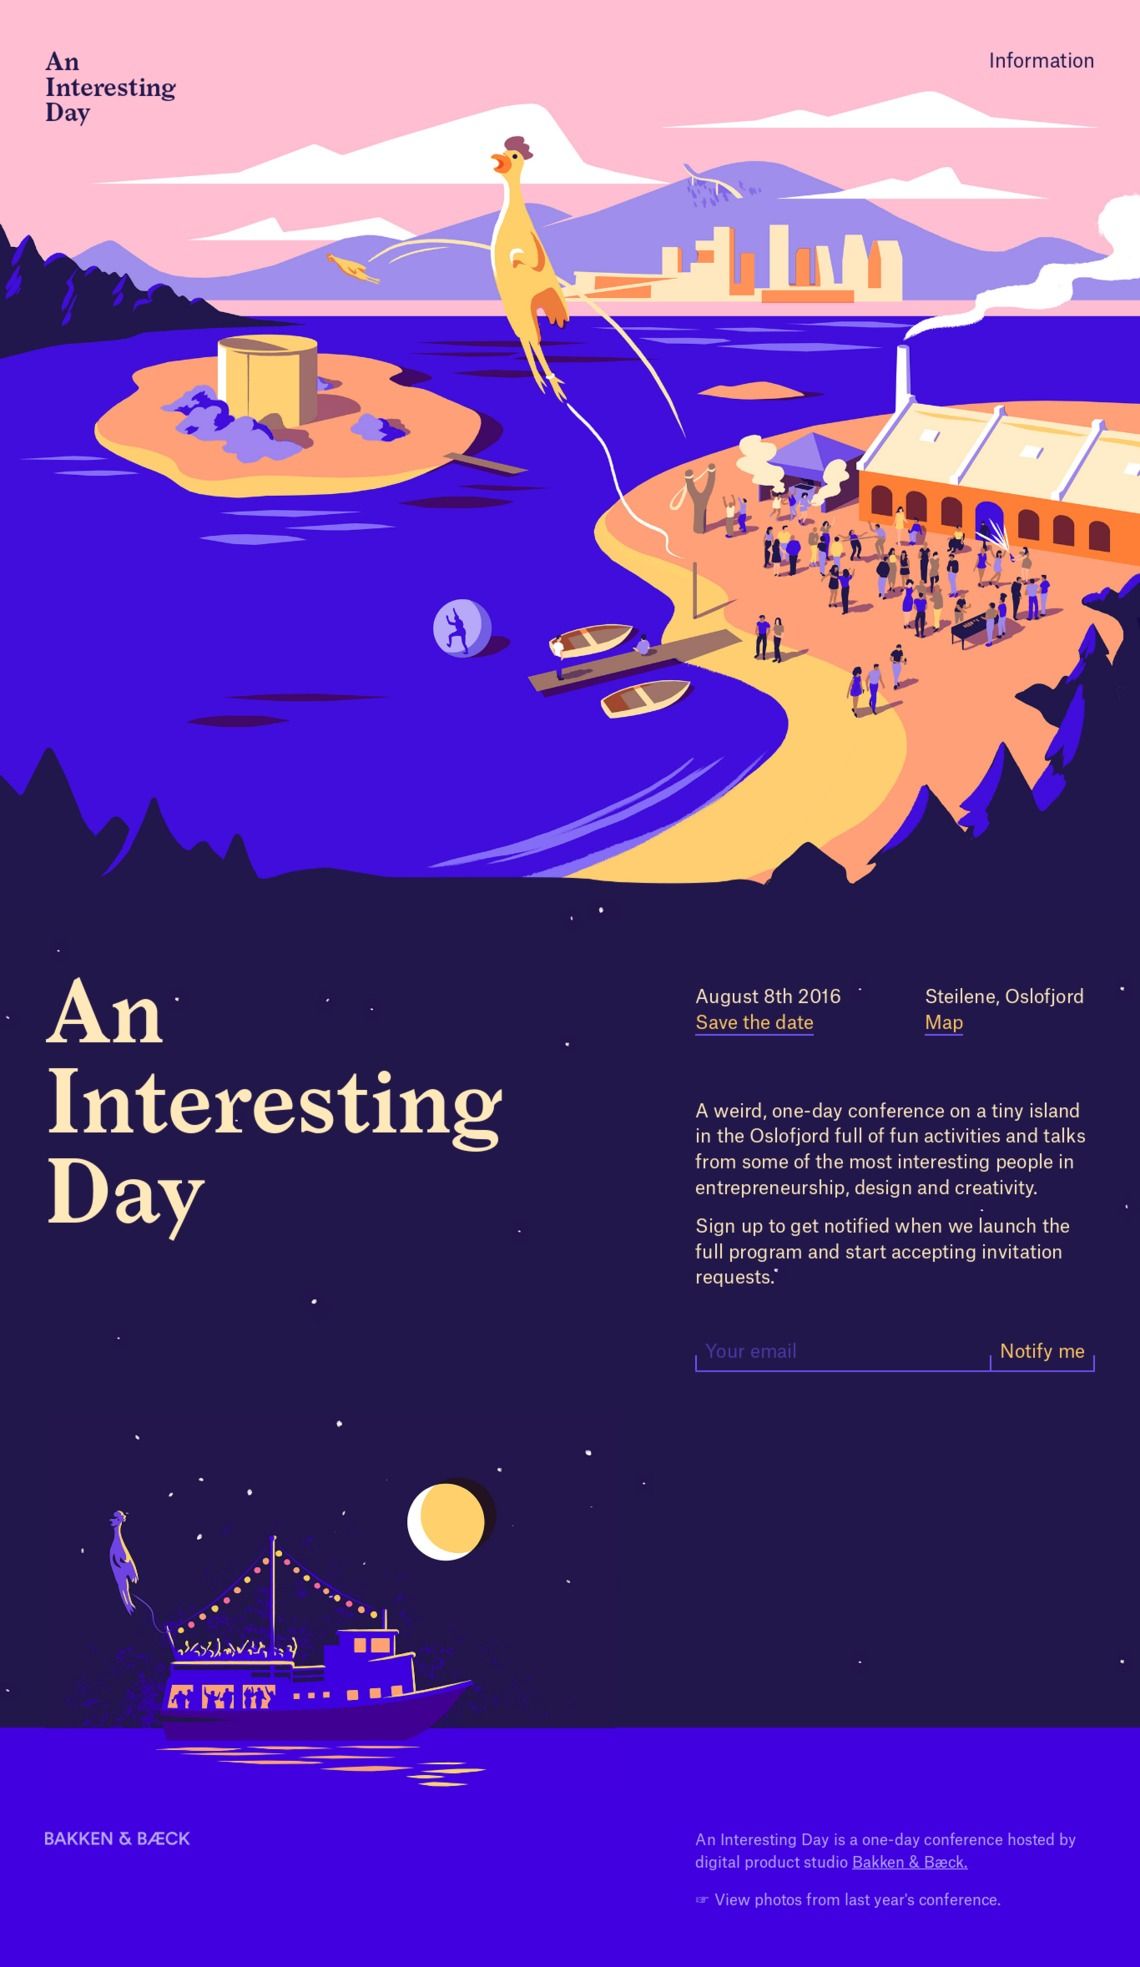 An
Interesting
Day
Information
An
Interesting
Day
August 8th 2016
Save the date
Steilene, Oslofjord
Map
A weird, one-day conference on a tiny island
in the Oslofjord full of fun activities and talks
from some of the most interesting people in
entrepreneurship, design and creativity.
Sign up to get notified when we launch the
full program and start accepting invitation
requests.
Your email
Notify me
BAKKEN & BÆCK
An Interesting Day is a one-day conference hosted by
digital product studio Bakken & Bæck.
☞ View photos from last year's conference.